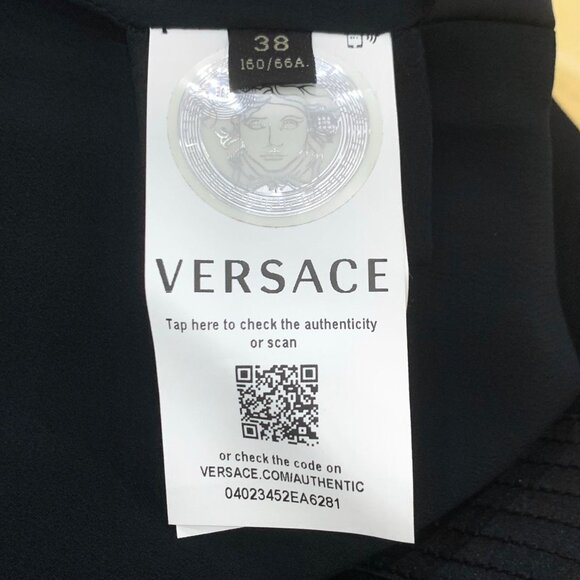 38
160/66A.
VERSACE
Tap here to check the authenticity
or scan
or check the code on
VERSACE.COM/AUTHENTIC
04023452EA6281